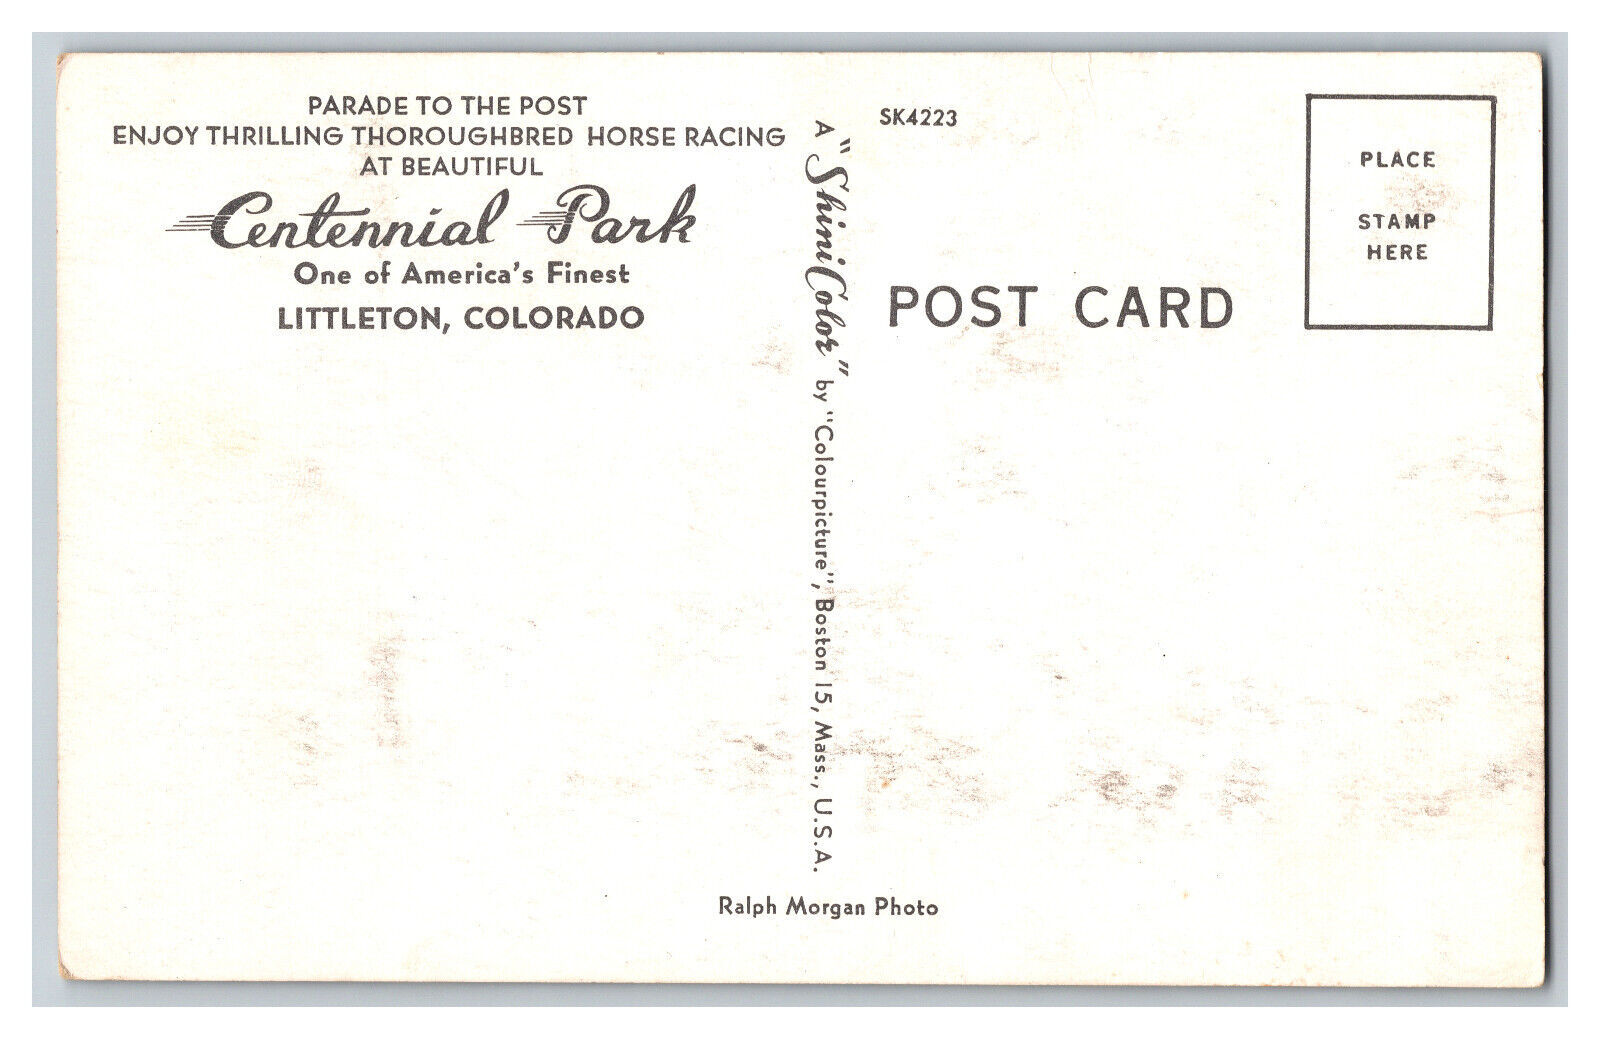 PARADE TO THE POST
ENJOY THRILLING THOROUGHBRED HORSE RACING
AT BEAUTIFUL
Centennial Park
One of America's Finest
LITTLETON, COLORADO
A "ShiniColor" by "Colourpicture", Boston 15, Mass., U.S.A.
SK4223
POST CARD
PLACE
STAMP
HERE
Ralph Morgan Photo